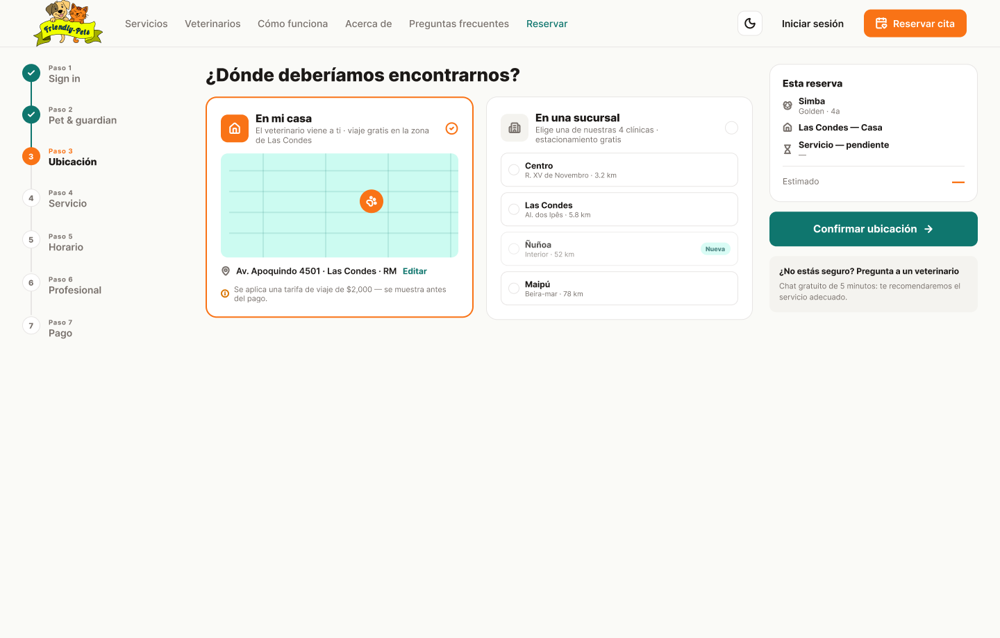 Friendly-Pets
Servicios
Veterinarios
Cómo funciona
Acerca de
Preguntas frecuentes
Reservar
Iniciar sesión
Reservar cita
Paso 1
Sign in
Paso 2
Pet & guardian
3
Paso 3
Ubicación
4
Paso 4
Servicio
5
Paso 5
Horario
6
Paso 6
Profesional
7
Paso 7
Pago
¿Dónde deberíamos encontrarnos?
En mi casa
El veterinario viene a ti · viaje gratis en la zona
de Las Condes
Av. Apoquindo 4501 · Las Condes · RM Editar
Se aplica una tarifa de viaje de $2,000 — se muestra antes
del pago.
En una sucursal
Elige una de nuestras 4 clínicas ·
estacionamiento gratis
Centro
R. XV de Novembro · 3.2 km
Las Condes
Al. dos Ipês · 5.8 km
Ñuñoa
Interior · 52 km
Nueva
Maipú
Beira-mar · 78 km
Esta reserva
Simba
Golden · 4a
Las Condes — Casa
Servicio — pendiente
—
Estimado —
Confirmar ubicación →
¿No estás seguro? Pregunta a un veterinario
Chat gratuito de 5 minutos: te recomendaremos el
servicio adecuado.